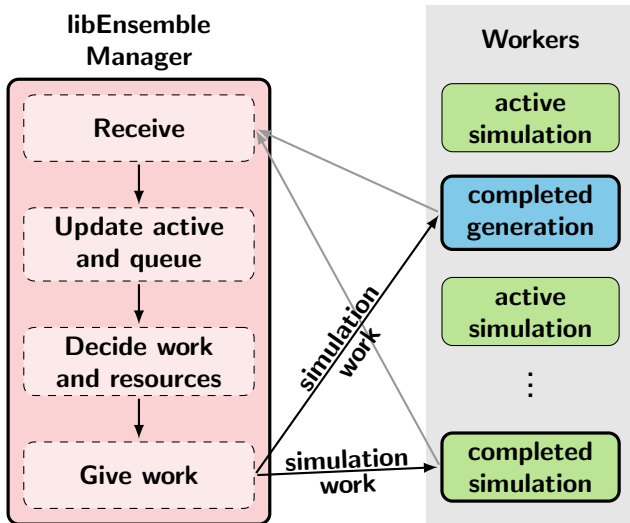 libEnsemble
Manager
Receive
Update active
and queue
Decide work
and resources
Give work
simulation
work
simulation
work
Workers
active
simulation
completed
generation
active
simulation
⋮
completed
simulation